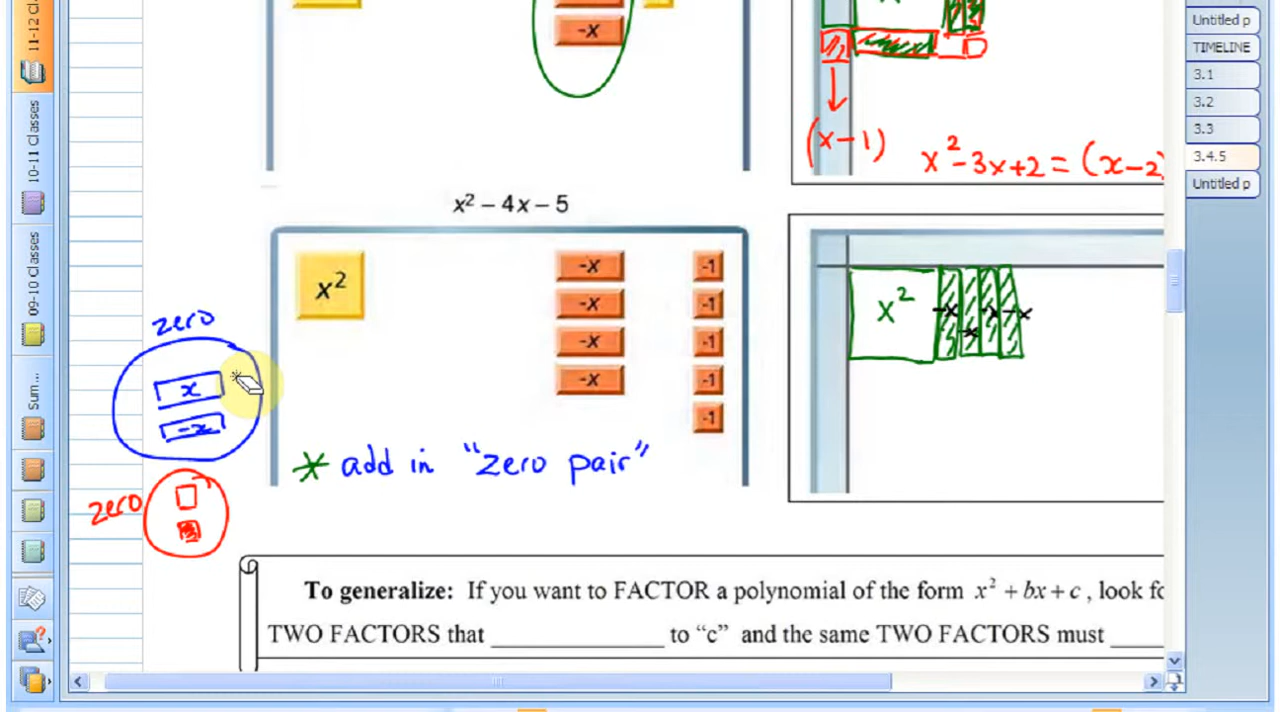 -x
x
(x-1)
x² - 3x + 2 = (x-2)
x² – 4x – 5
x²
-x
-x
-x
-x
-1
-1
-1
-1
-1
x²
-x
-x
-x
-x
zero
x
-x
zero
* add in "zero pair"
To generalize: If you want to FACTOR a polynomial of the form x² + bx + c, look fo
TWO FACTORS that ____________ to "c" and the same TWO FACTORS must ____
11-12 Cl
10-11 Classes
09-10 Classes
Sum...
Untitled p
TIMELINE
3.1
3.2
3.3
3.4.5
Untitled p